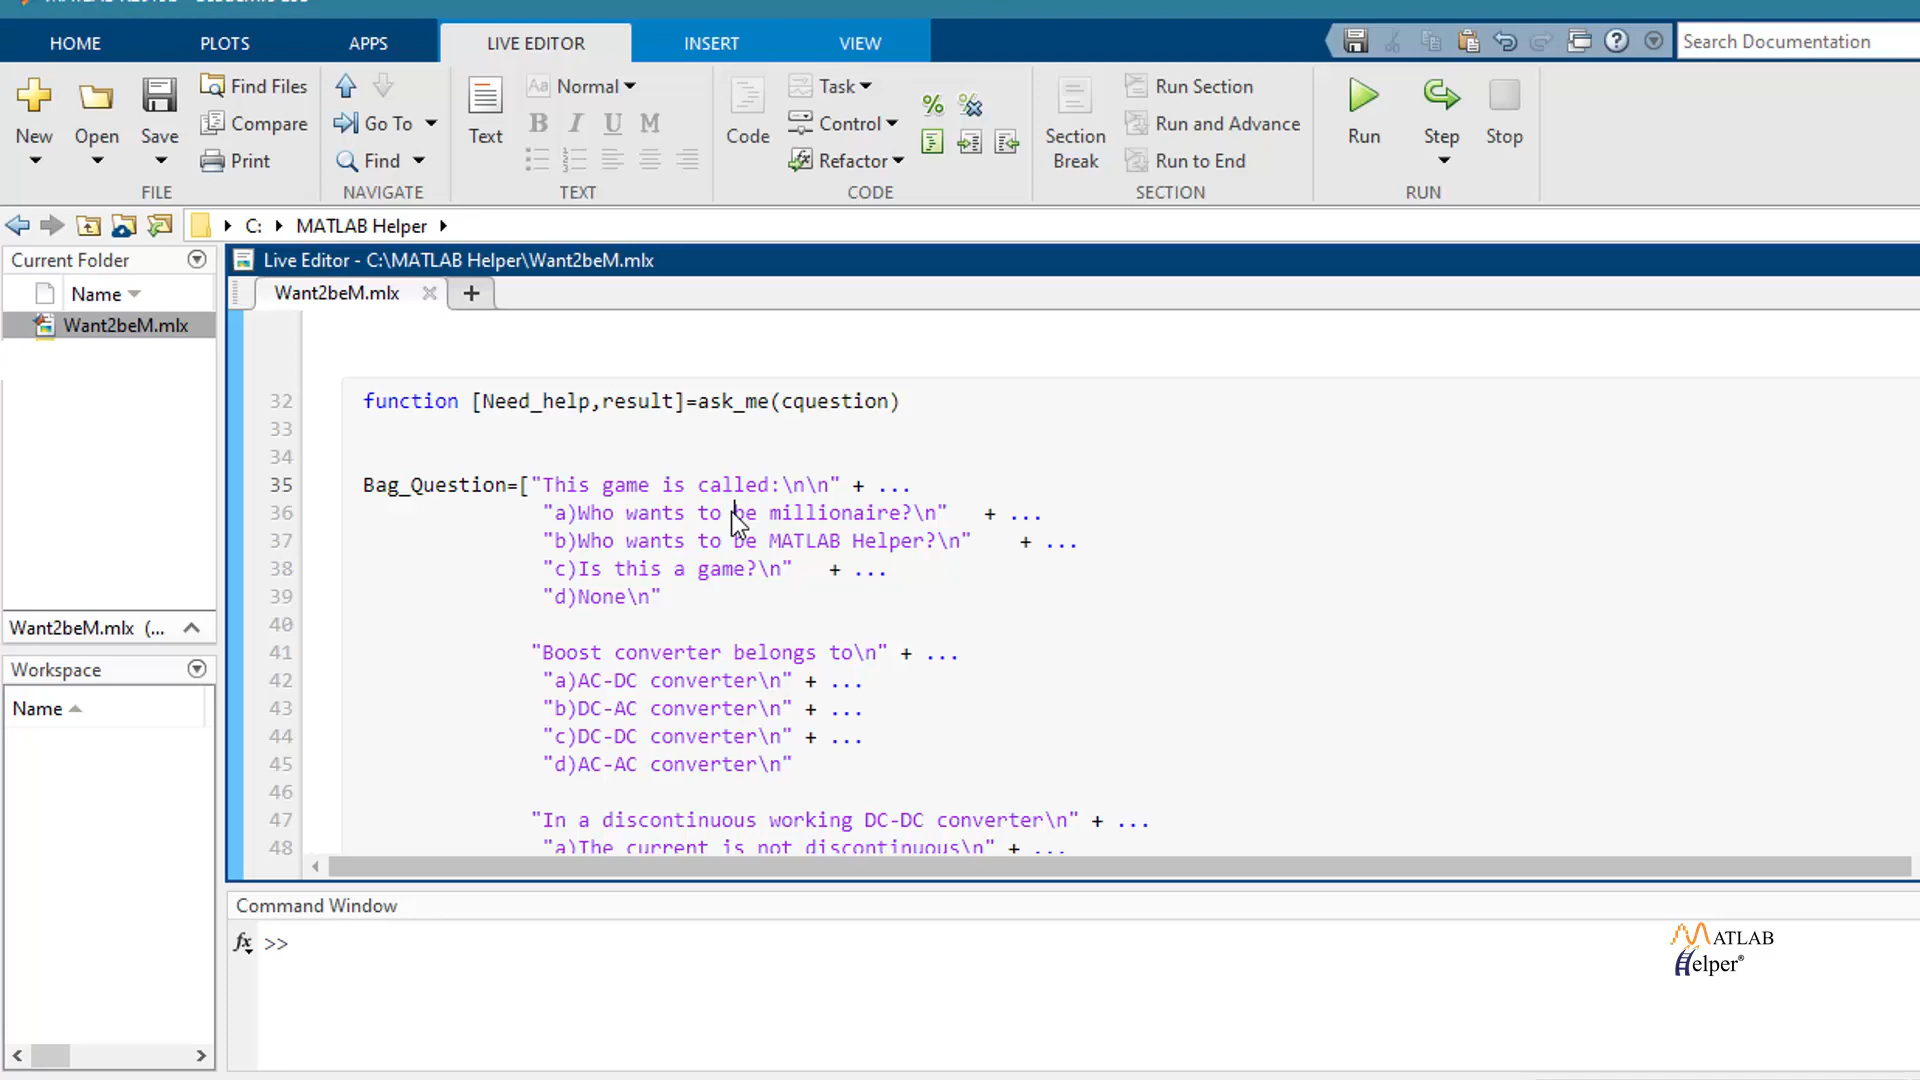 HOME PLOTS APPS LIVE EDITOR INSERT VIEW Search Documentation
New Open Save Find Files Compare Print Go To Find
FILE NAVIGATE
Text Aa Normal B I U M
TEXT
Code Task Control Refactor
CODE
Section Break Run Section Run and Advance Run to End
SECTION
Run Step Stop
RUN
C: MATLAB Helper
Current Folder
Name
Want2beM.mlx
Want2beM.mlx (...
Workspace
Name
Live Editor - C:\MATLAB Helper\Want2beM.mlx
Want2beM.mlx
32 function [Need_help,result]=ask_me(cquestion)
33
34
35 Bag_Question=["This game is called:\n\n" + ...
36 "a)Who wants to be millionaire?\n" + ...
37 "b)Who wants to be MATLAB Helper?\n" + ...
38 "c)Is this a game?\n" + ...
39 "d)None\n"
40
41 "Boost converter belongs to\n" + ...
42 "a)AC-DC converter\n" + ...
43 "b)DC-AC converter\n" + ...
44 "c)DC-DC converter\n" + ...
45 "d)AC-AC converter\n"
46
47 "In a discontinuous working DC-DC converter\n" + ...
48 "a)The current is not discontinuous\n" + ...
Command Window
fx >>
MATLAB
Helper®